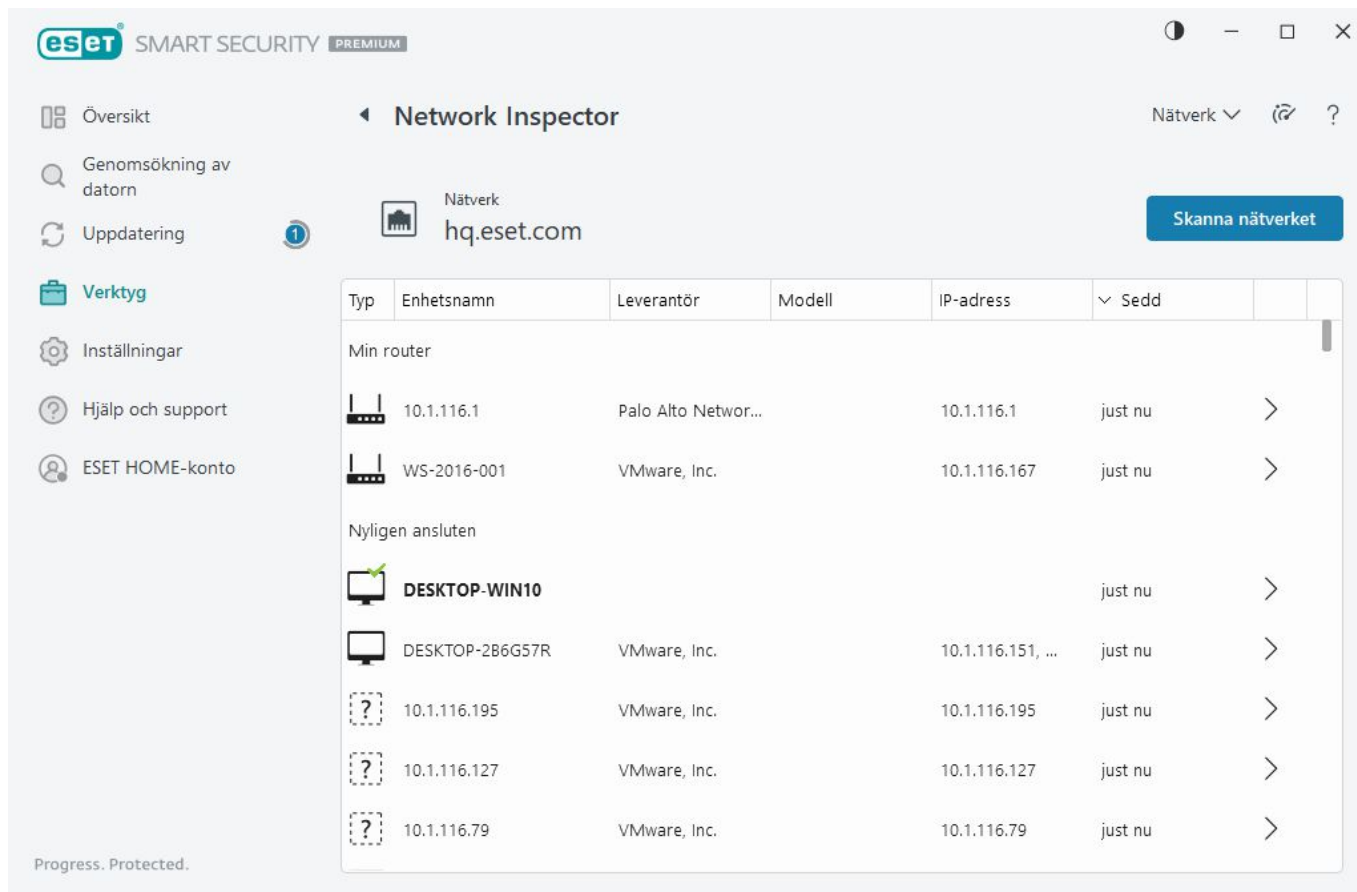 eset® SMART SECURITY PREMIUM
Översikt
Genomsökning av
datorn
Uppdatering 1
Verktyg
Inställningar
Hjälp och support
ESET HOME-konto
Progress. Protected.
Network Inspector
Nätverk ?
Nätverk
hq.eset.com
Skanna nätverket
Typ Enhetsnamn Leverantör Modell IP-adress Sedd
Min router
10.1.116.1 Palo Alto Networ... 10.1.116.1 just nu
WS-2016-001 VMware, Inc. 10.1.116.167 just nu
Nyligen ansluten
DESKTOP-WIN10 just nu
DESKTOP-2B6G57R VMware, Inc. 10.1.116.151, ... just nu
? 10.1.116.195 VMware, Inc. 10.1.116.195 just nu
? 10.1.116.127 VMware, Inc. 10.1.116.127 just nu
? 10.1.116.79 VMware, Inc. 10.1.116.79 just nu